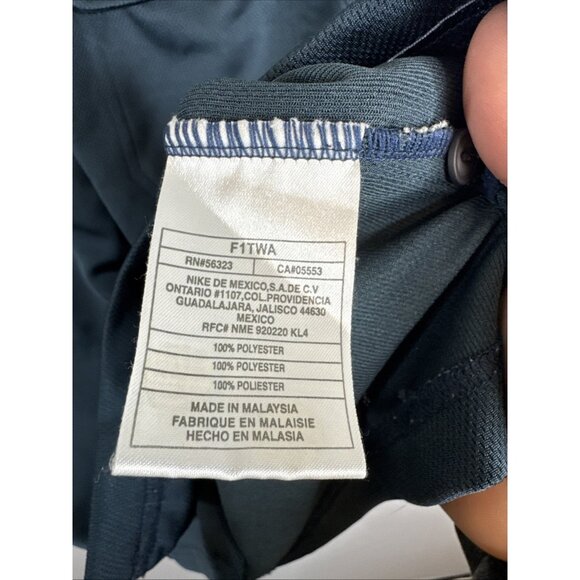 F1TWA
RN#56323 CA#05553
NIKE DE MEXICO,S.A.DE C.V
ONTARIO #1107,COL.PROVIDENCIA
GUADALAJARA, JALISCO 44630
MEXICO
RFC# NME 920220 KL4
100% POLYESTER
100% POLYESTER
100% POLIESTER
MADE IN MALAYSIA
FABRIQUE EN MALAISIE
HECHO EN MALASIA